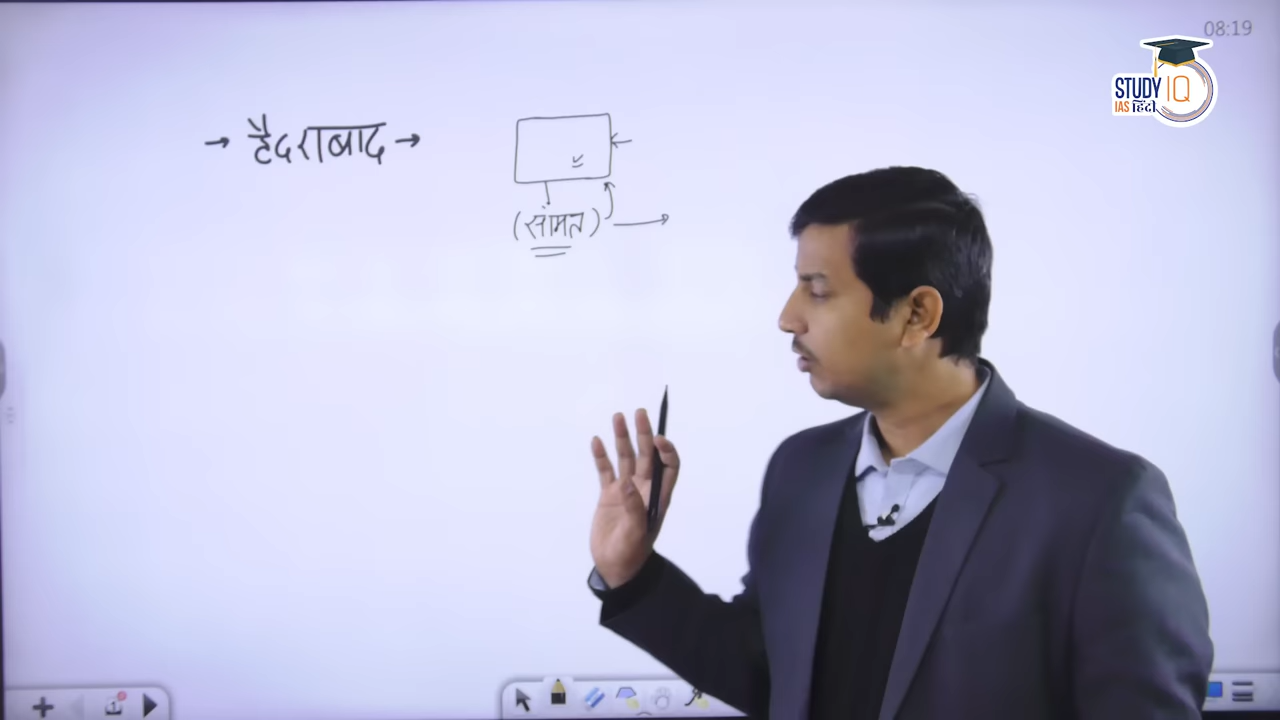 08:19
STUDY IQ
IAS हिंदी
→ हैदराबाद →
(सामंत) →